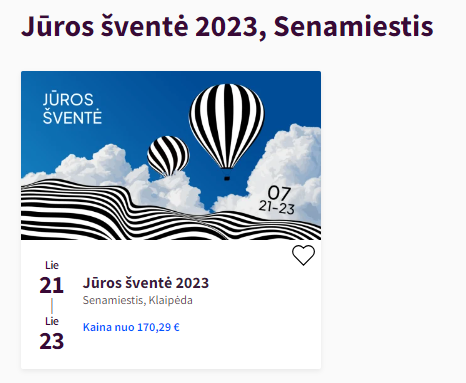 Jūros šventė 2023, Senamiestis
JŪROS
ŠVENTĖ
07
21-23
Lie
21
Lie
23
Jūros šventė 2023
Senamiestis, Klaipėda
Kaina nuo 170,29 €